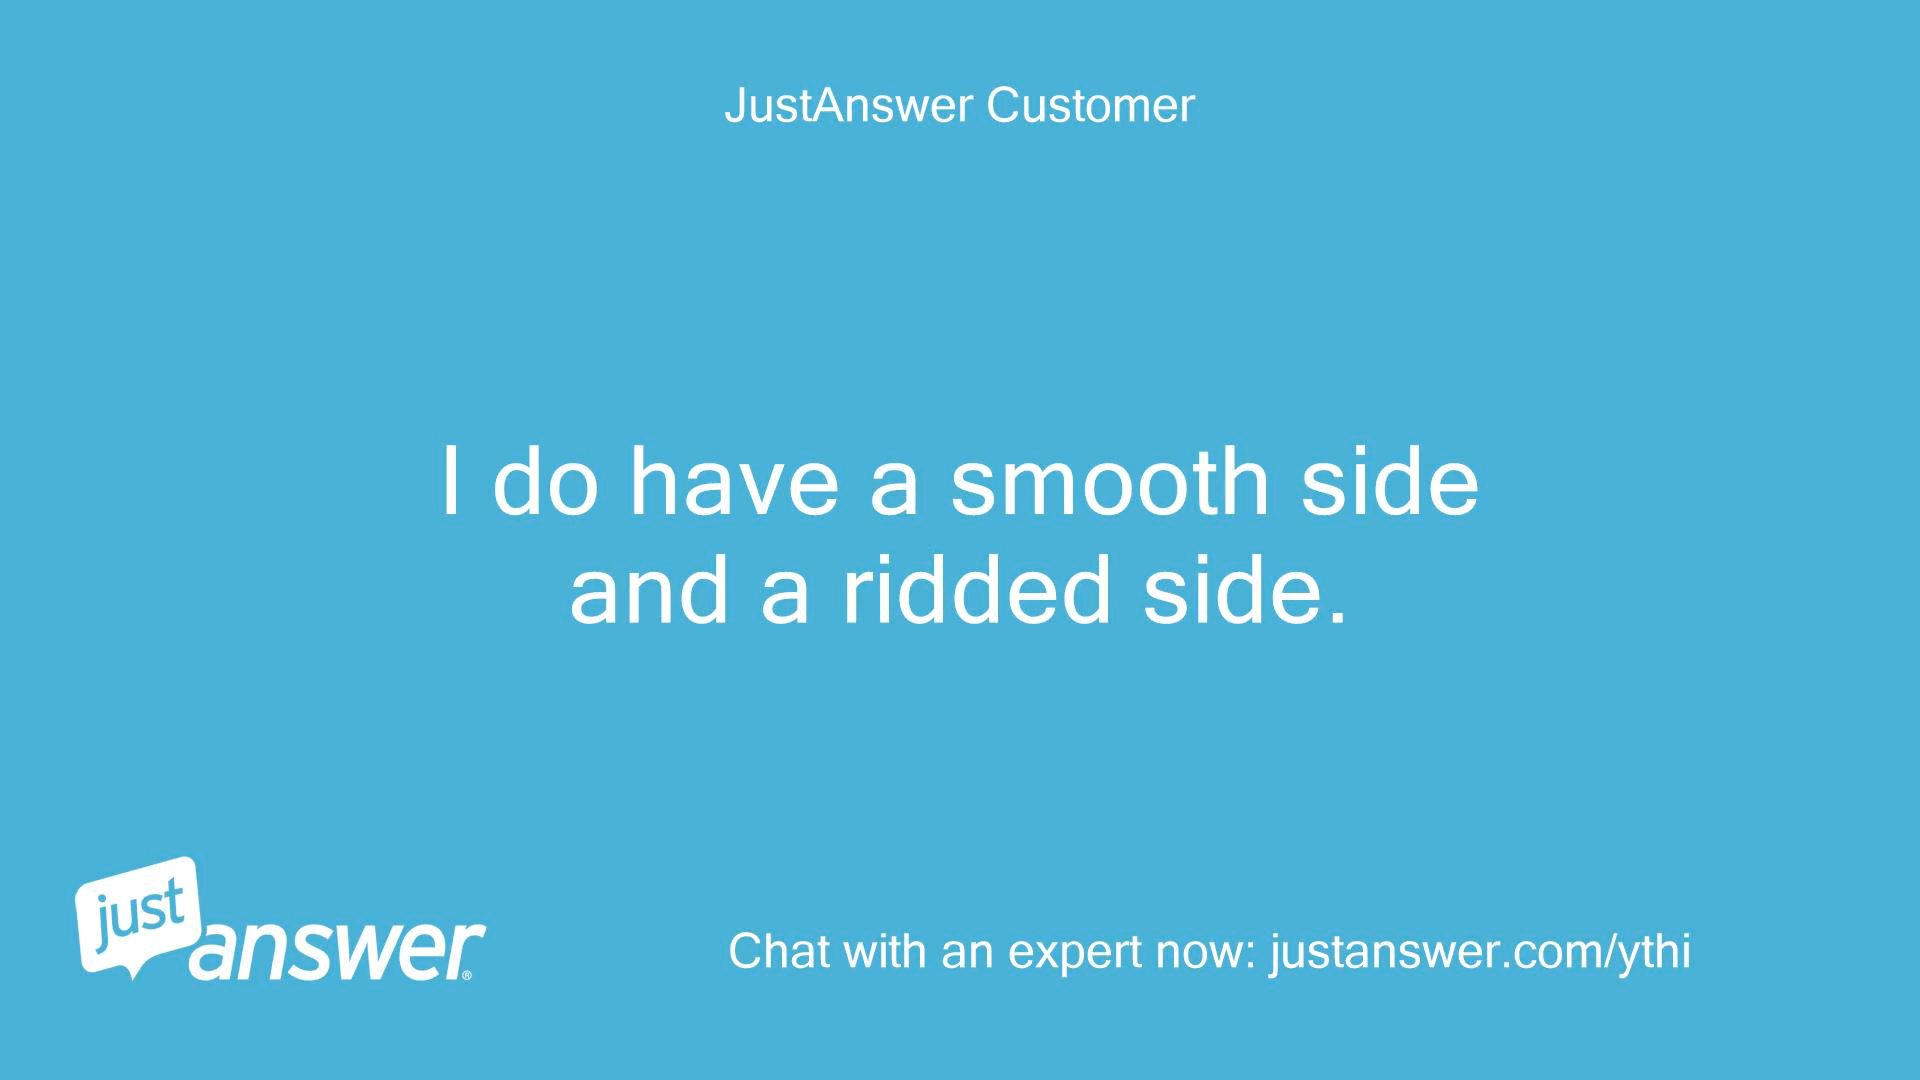 JustAnswer Customer
I do have a smooth side
and a ridded side.
just
answer®
Chat with an expert now: justanswer.com/ythi